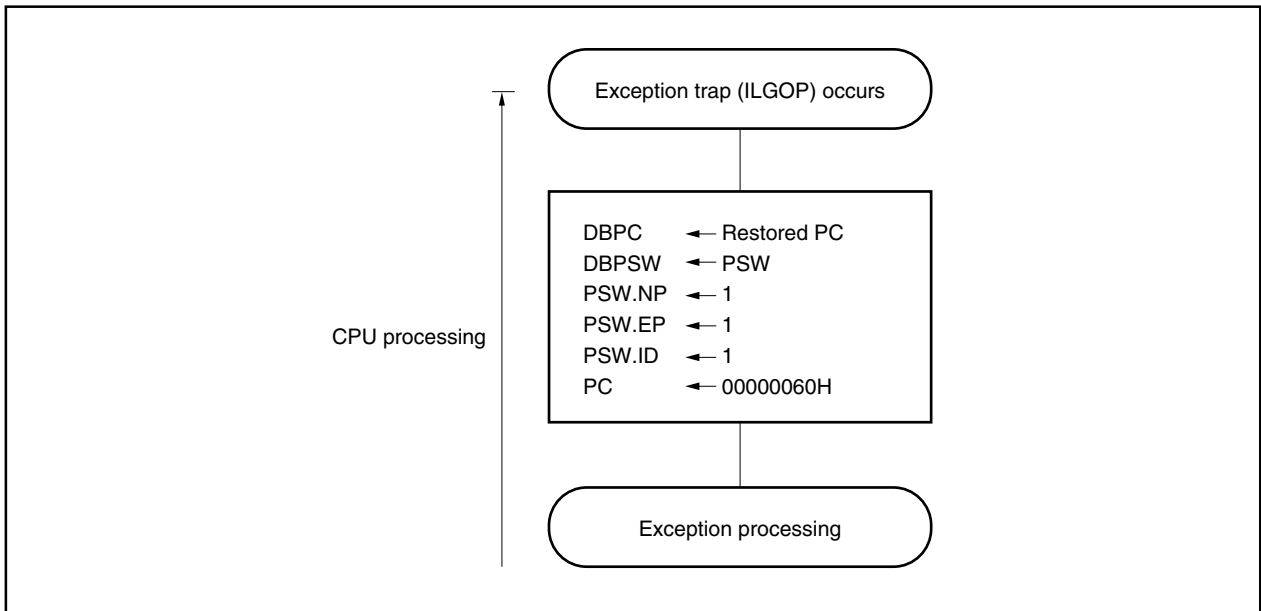 Exception trap (ILGOP) occurs
DBPC ← Restored PC
DBPSW ← PSW
PSW.NP ← 1
PSW.EP ← 1
PSW.ID ← 1
PC ← 00000060H
CPU processing
Exception processing